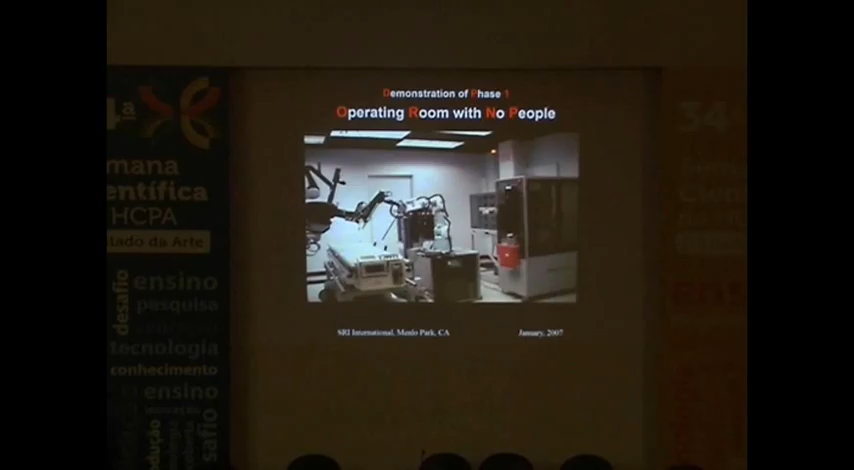 Demonstration of Phase 1
Operating Room with No People
SRI International, Menlo Park, CA
January, 2007
4ª
mana
entífica
HCPA
tado da Arte
desafio
ensino
pesquisa
tecnologia
conhecimento
ensino
safio
34